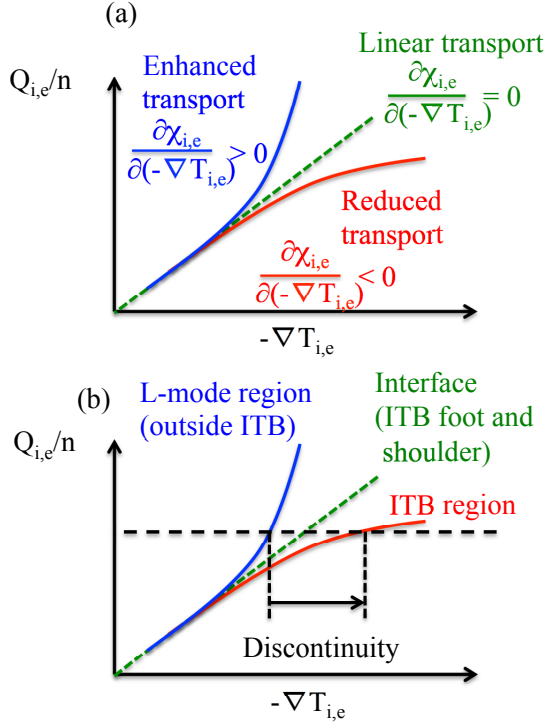 (a)
Q_{i,e}/n
Enhanced
transport
∂χ_{i,e}
∂(-∇T_{i,e}) > 0
Linear transport
∂χ_{i,e}
∂(-∇T_{i,e}) = 0
Reduced
transport
∂χ_{i,e}
∂(-∇T_{i,e}) < 0
-∇T_{i,e}
(b)
Q_{i,e}/n
L-mode region
(outside ITB)
Interface
(ITB foot and
shoulder)
ITB region
Discontinuity
-∇T_{i,e}